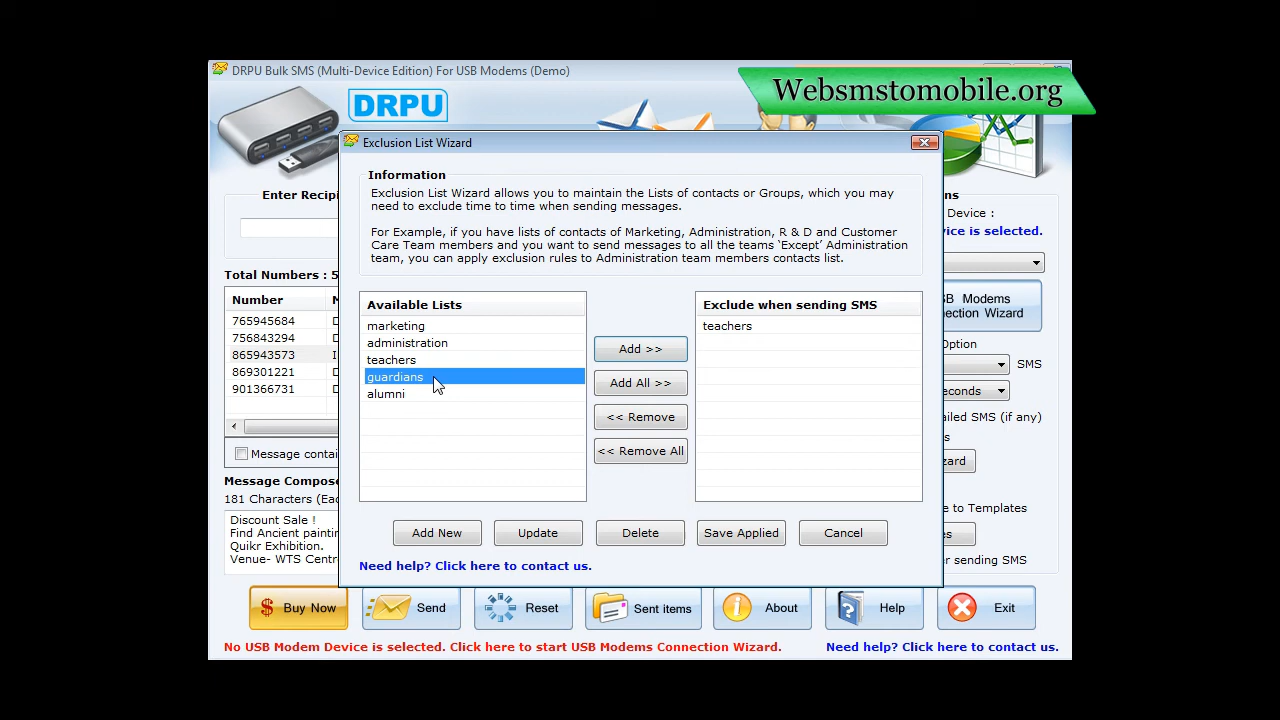 DRPU Bulk SMS (Multi-Device Edition) For USB Modems (Demo)
Websmstomobile.org
DRPU
Exclusion List Wizard
Information
Exclusion List Wizard allows you to maintain the Lists of contacts or Groups, which you may
need to exclude time to time when sending messages.
For Example, if you have lists of contacts of Marketing, Administration, R & D and Customer
Care Team members and you want to send messages to all the teams ‘Except’ Administration
team, you can apply exclusion rules to Administration team members contacts list.
Enter Recipi
ns
Device :
ice is selected.
Total Numbers : 5
Number M
765945684 D
756843294 D
865943573 I
869301221 D
901366731 D
Available Lists
marketing
administration
teachers
guardians
alumni
Add >>
Add All >>
<< Remove
<< Remove All
Exclude when sending SMS
teachers
SB Modems
ection Wizard
Option
SMS
econds
ailed SMS (if any)
s
zard
e to Templates
es
er sending SMS
Message contai
Message Compos
181 Characters (Eac
Discount Sale !
Find Ancient paintin
Quikr Exhibition.
Venue- WTS Centr
Add New Update Delete Save Applied Cancel
Need help? Click here to contact us.
$ Buy Now Send Reset Sent items i About ? Help Exit
No USB Modem Device is selected. Click here to start USB Modems Connection Wizard. Need help? Click here to contact us.